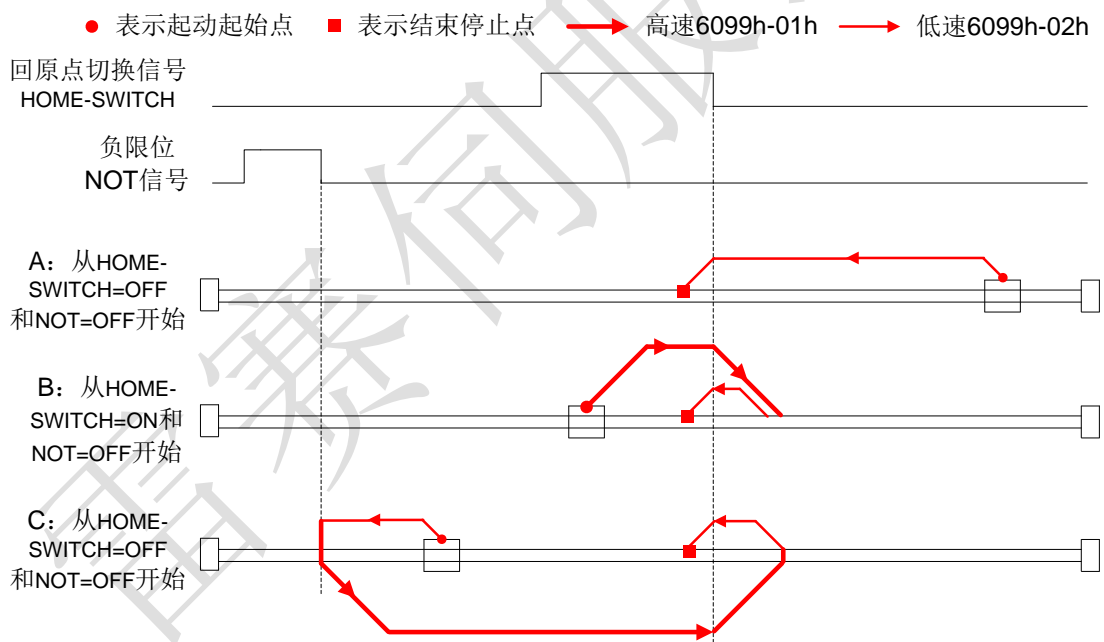 表示起动起始点 表示结束停止点 高速6099h-01h 低速6099h-02h
回原点切换信号
HOME-SWITCH
负限位
NOT信号
A：从HOME-
SWITCH=OFF
和NOT=OFF开始
B：从HOME-
SWITCH=ON和
NOT=OFF开始
C：从HOME-
SWITCH=OFF
和NOT=OFF开始
雷赛伺服